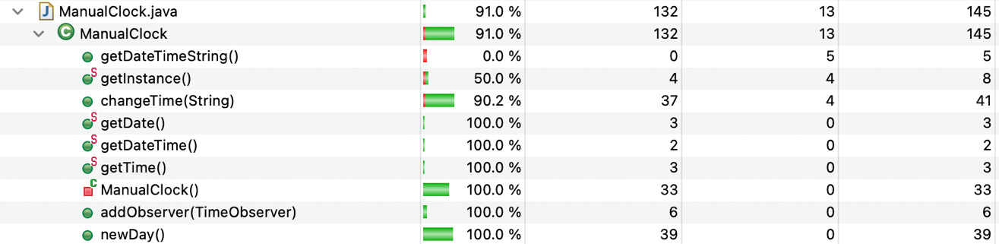 J ManualClock.java 91.0 % 132 13 145
C ManualClock 91.0 % 132 13 145
getDateTimeString() 0.0 % 0 5 5
S getInstance() 50.0 % 4 4 8
changeTime(String) 90.2 % 37 4 41
S getDate() 100.0 % 3 0 3
S getDateTime() 100.0 % 2 0 2
S getTime() 100.0 % 3 0 3
C ManualClock() 100.0 % 33 0 33
addObserver(TimeObserver) 100.0 % 6 0 6
newDay() 100.0 % 39 0 39